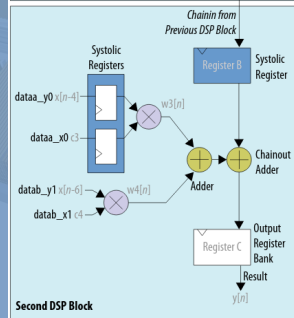 Chainin from
Previous DSP Block
Systolic
Registers
Register B
Systolic
Register
dataa_y0 x[n-4]
w3[n]
dataa_x0 c3
Chainout
Adder
datab_y1 x[n-6]
w4[n]
Adder
datab_x1 c4
Output
Register
Bank
Register C
Result
y[n]
Second DSP Block